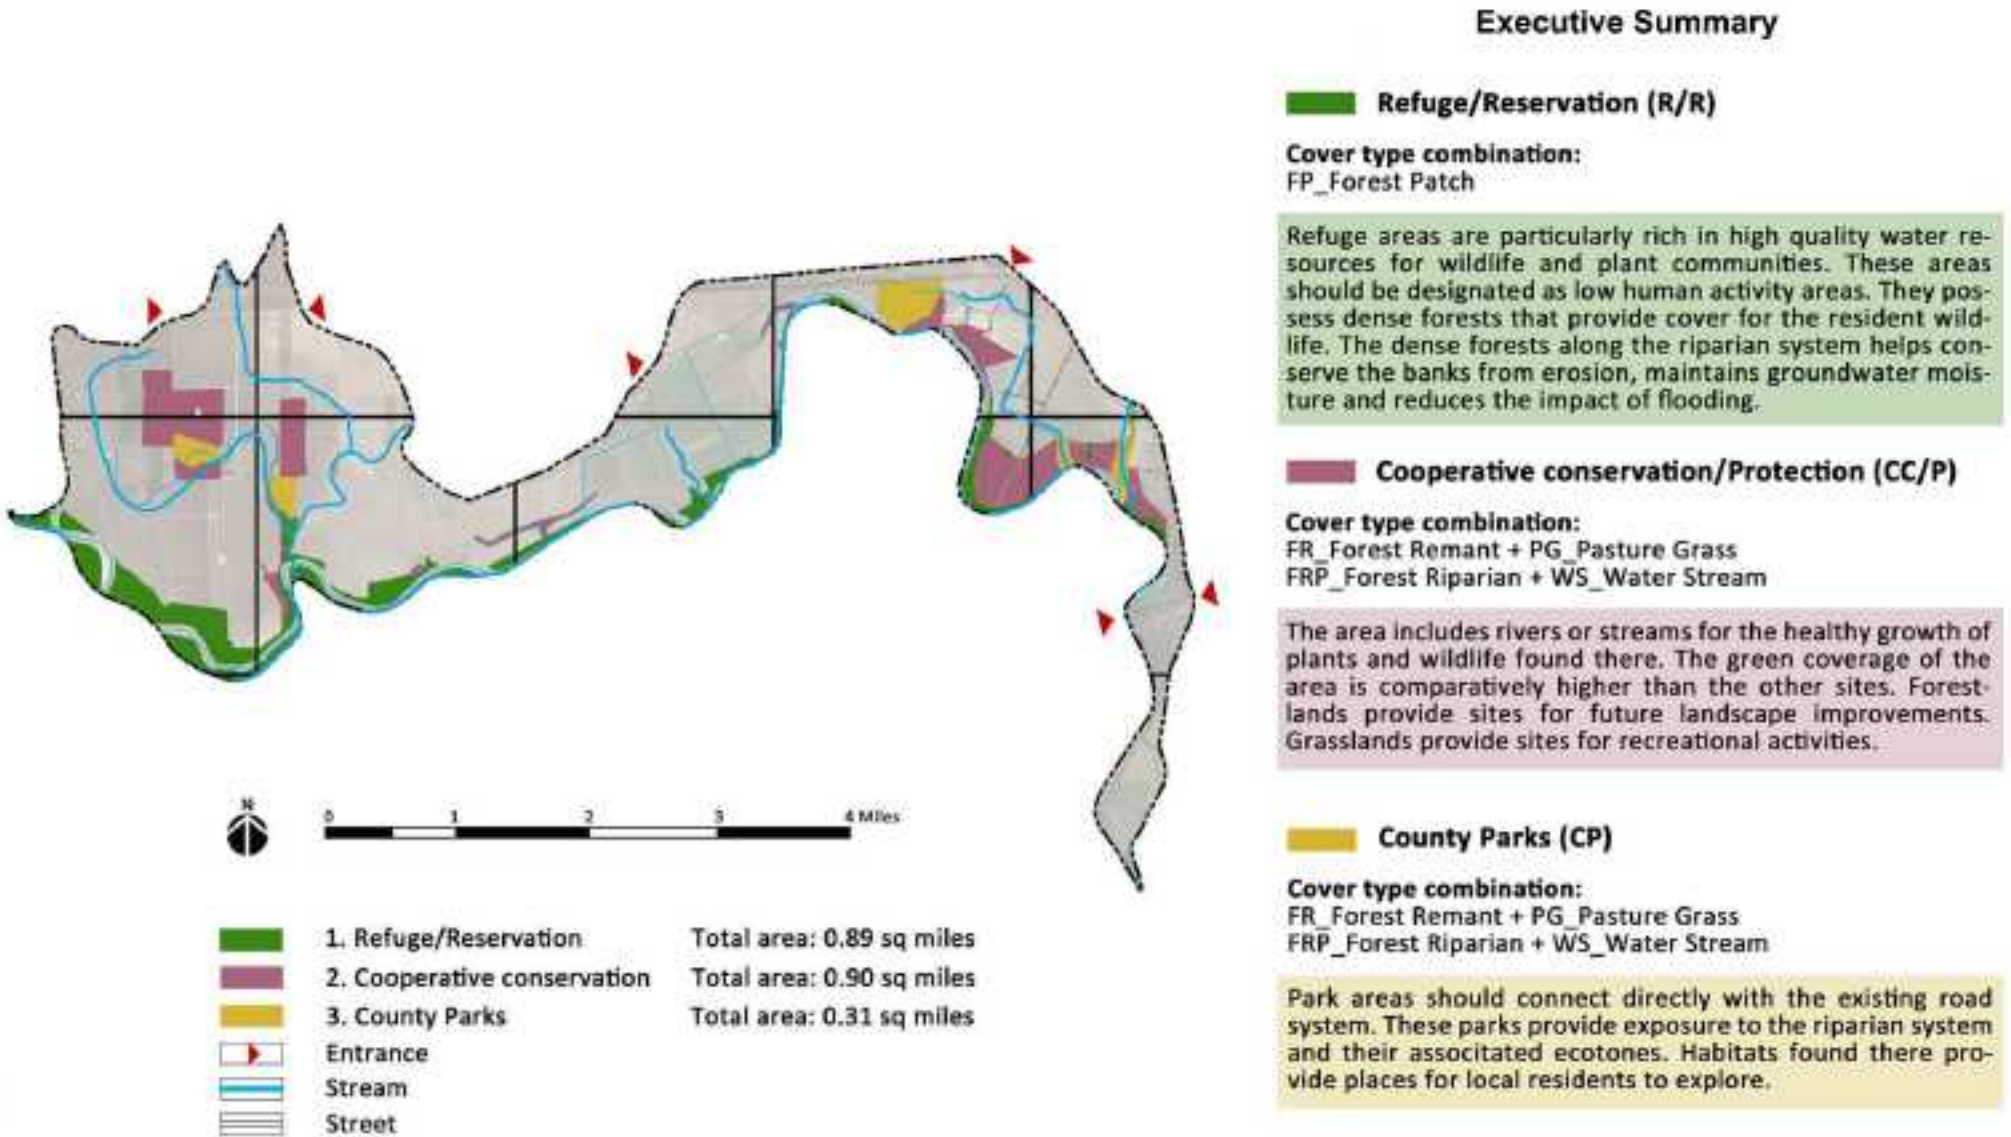 Executive Summary
Refuge/Reservation (R/R)
Cover type combination:
FP_Forest Patch
Refuge areas are particularly rich in high quality water re-
sources for wildlife and plant communities. These areas
should be designated as low human activity areas. They pos-
sess dense forests that provide cover for the resident wild-
life. The dense forests along the riparian system helps con-
serve the banks from erosion, maintains groundwater mois-
ture and reduces the impact of flooding.
Cooperative conservation/Protection (CC/P)
Cover type combination:
FR_Forest Remant + PG_Pasture Grass
FRP_Forest Riparian + WS_Water Stream
The area includes rivers or streams for the healthy growth of
plants and wildlife found there. The green coverage of the
area is comparatively higher than the other sites. Forest-
lands provide sites for future landscape improvements.
Grasslands provide sites for recreational activities.
County Parks (CP)
Cover type combination:
FR_Forest Remant + PG_Pasture Grass
FRP_Forest Riparian + WS_Water Stream
Park areas should connect directly with the existing road
system. These parks provide exposure to the riparian system
and their associtated ecotones. Habitats found there pro-
vide places for local residents to explore.
N
0 1 2 3 4 Miles
1. Refuge/Reservation Total area: 0.89 sq miles
2. Cooperative conservation Total area: 0.90 sq miles
3. County Parks Total area: 0.31 sq miles
Entrance
Stream
Street